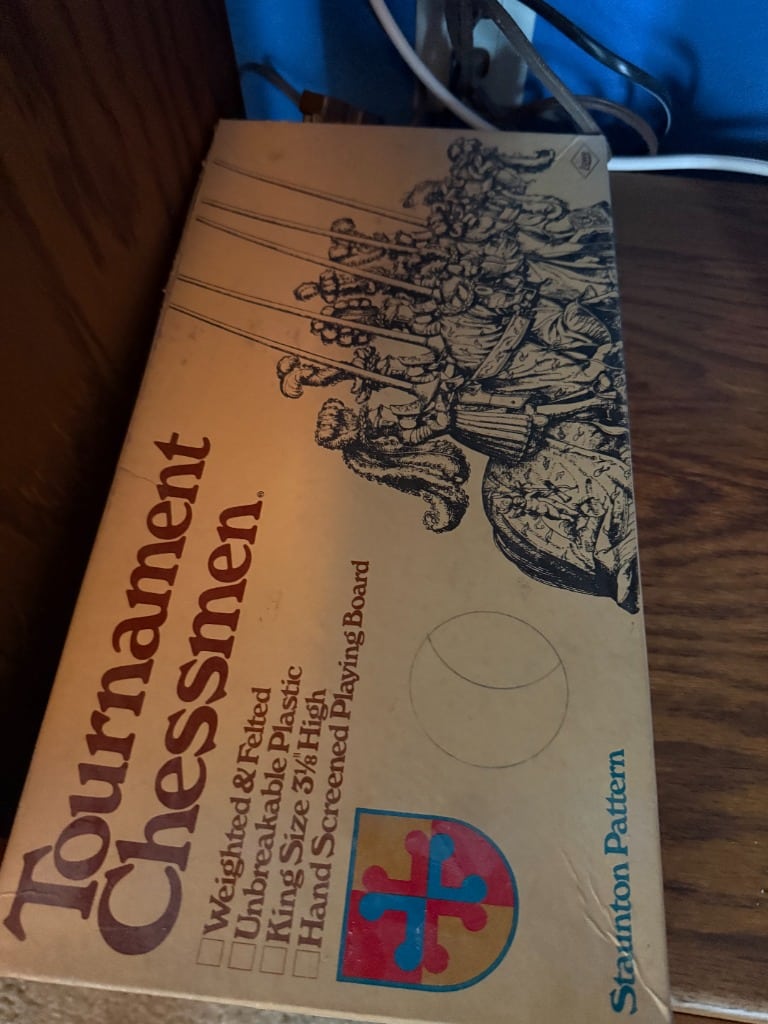 Tournament
Chessmen®
Weighted & Felted
Unbreakable Plastic
King Size 3⅛" High
Hand Screened Playing Board
Staunton Pattern